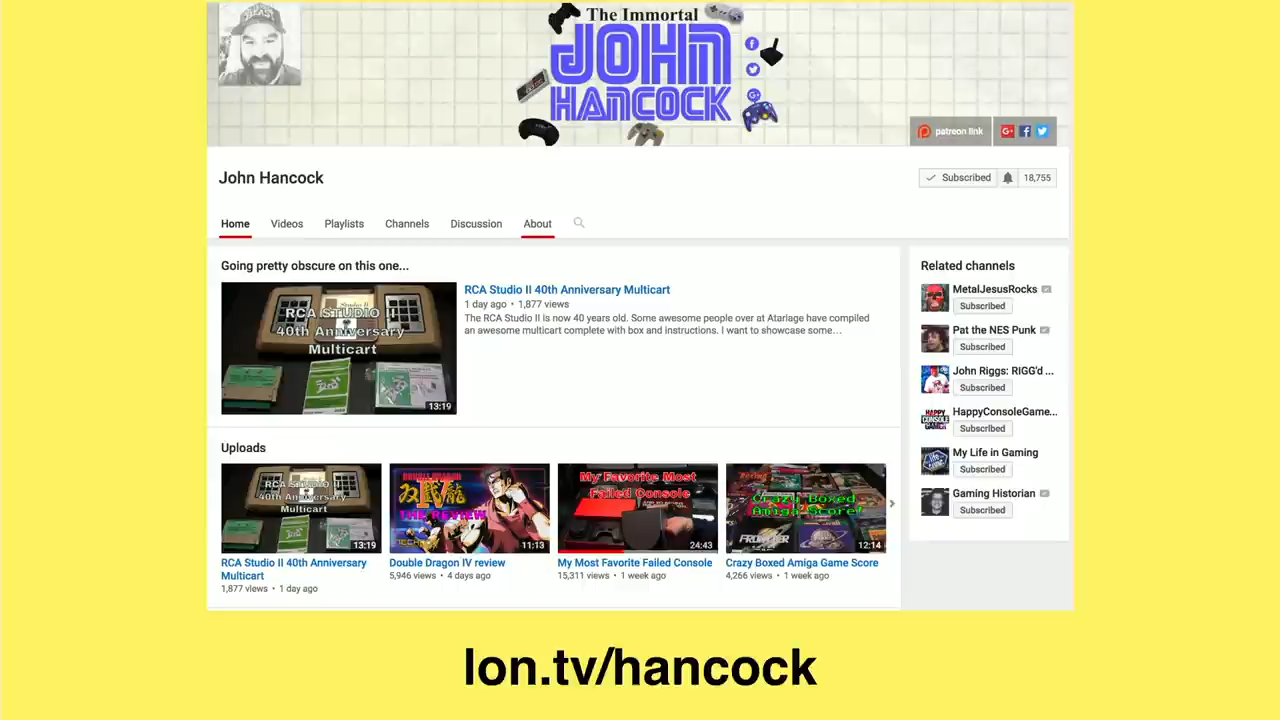 The Immortal
JOHN
HANCOCK
patreon link
John Hancock
Subscribed 18,755
Home Videos Playlists Channels Discussion About
Going pretty obscure on this one...
RCA STUDIO II
40th Anniversary
Multicart
13:19
RCA Studio II 40th Anniversary Multicart
1 day ago • 1,877 views
The RCA Studio II is now 40 years old. Some awesome people over at Atariage have compiled
an awesome multicart complete with box and instructions. I want to showcase some...
Related channels
MetalJesusRocks
Subscribed
Pat the NES Punk
Subscribed
John Riggs: RIGG'd ...
Subscribed
HappyConsoleGame...
Subscribed
My Life in Gaming
Subscribed
Gaming Historian
Subscribed
Uploads
RCA STUDIO II
40th Anniversary
Multicart
13:19
RCA Studio II 40th Anniversary
Multicart
1,877 views • 1 day ago
THE REVIEW
11:13
Double Dragon IV review
5,946 views • 4 days ago
My Favorite Most
Failed Console
24:43
My Most Favorite Failed Console
15,311 views • 1 week ago
Crazy Boxed
Amiga Score!
12:14
Crazy Boxed Amiga Game Score
4,266 views • 1 week ago
lon.tv/hancock